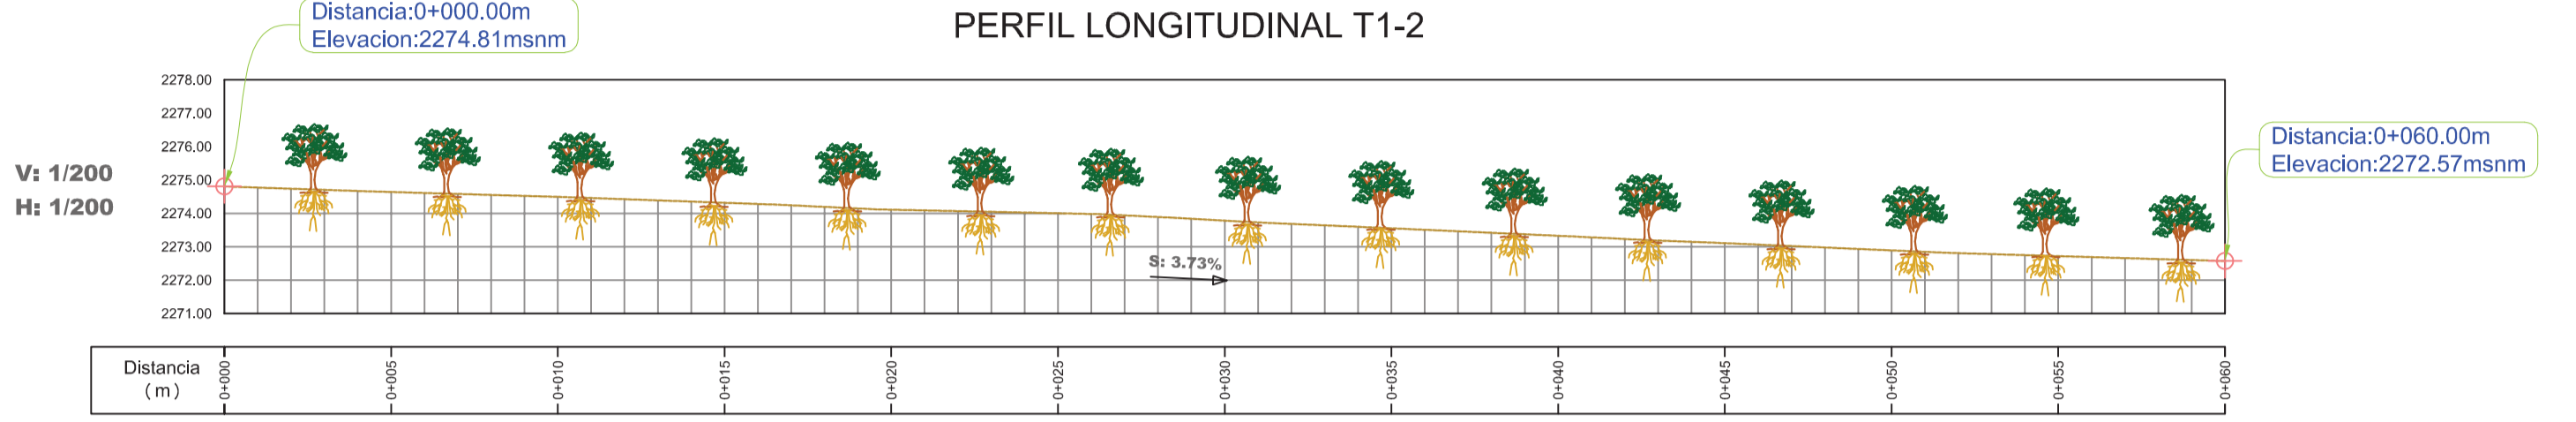 Distancia:0+000.00m
Elevacion:2274.81msnm
PERFIL LONGITUDINAL T1-2
2278.00
2277.00
2276.00
2275.00
2274.00
2273.00
2272.00
2271.00
V: 1/200
H: 1/200
Distancia:0+060.00m
Elevacion:2272.57msnm
S: 3.73%
Distancia
( m )
0+000
0+005
0+010
0+015
0+020
0+025
0+030
0+035
0+040
0+045
0+050
0+055
0+060